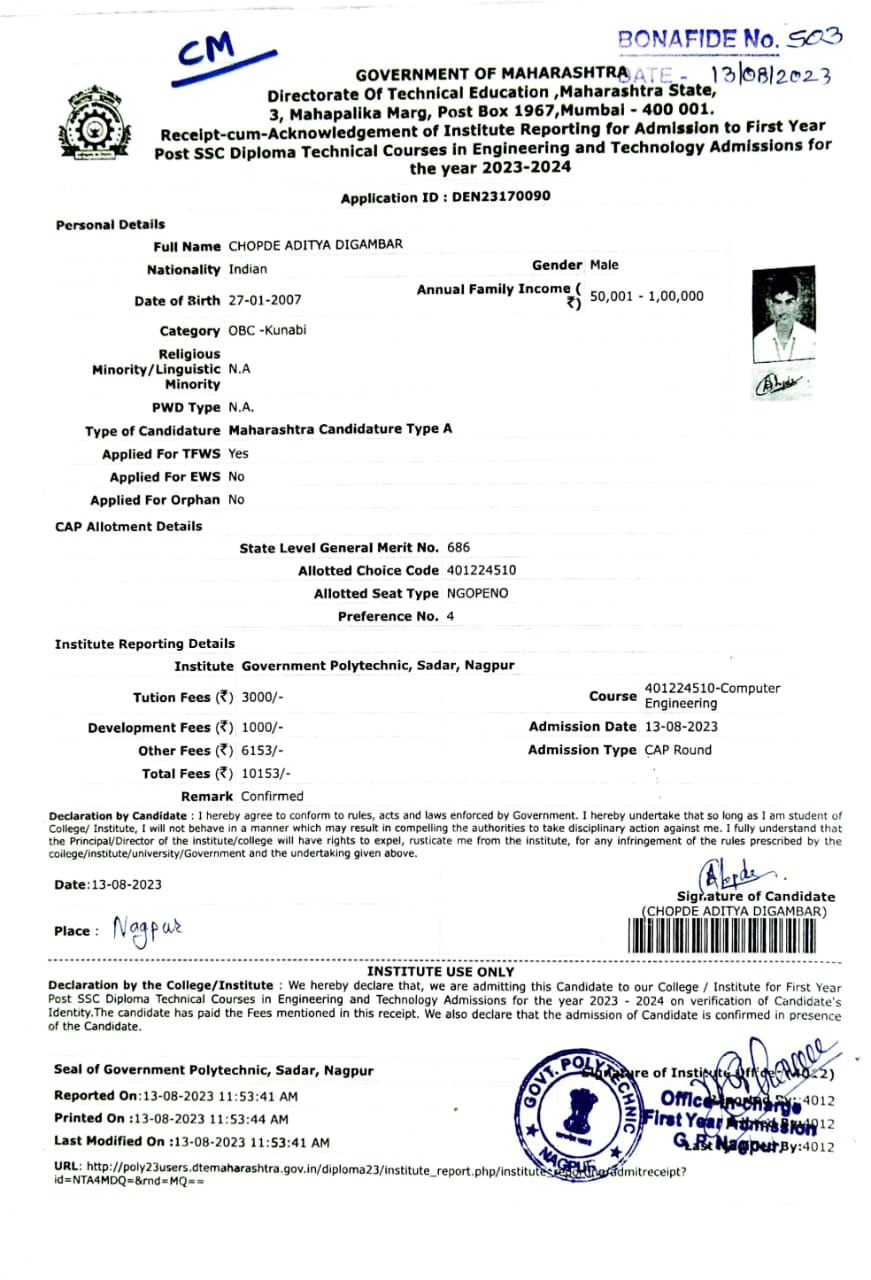 CM
BONAFIDE No. 503
DATE - 13/08/2023
GOVERNMENT OF MAHARASHTRA
Directorate Of Technical Education ,Maharashtra State,
3, Mahapalika Marg, Post Box 1967,Mumbai - 400 001.
Receipt-cum-Acknowledgement of Institute Reporting for Admission to First Year
Post SSC Diploma Technical Courses in Engineering and Technology Admissions for
the year 2023-2024
Application ID : DEN23170090
Personal Details
Full Name CHOPDE ADITYA DIGAMBAR
Nationality Indian
Gender Male
Date of Birth 27-01-2007
Annual Family Income (₹) 50,001 - 1,00,000
Category OBC -Kunabi
Religious
Minority/Linguistic N.A
Minority
PWD Type N.A.
Type of Candidature Maharashtra Candidature Type A
Applied For TFWS Yes
Applied For EWS No
Applied For Orphan No
CAP Allotment Details
State Level General Merit No. 686
Allotted Choice Code 401224510
Allotted Seat Type NGOPENO
Preference No. 4
Institute Reporting Details
Institute Government Polytechnic, Sadar, Nagpur
Tution Fees (₹) 3000/-
Course 401224510-Computer
Engineering
Development Fees (₹) 1000/-
Admission Date 13-08-2023
Other Fees (₹) 6153/-
Admission Type CAP Round
Total Fees (₹) 10153/-
Remark Confirmed
Declaration by Candidate : I hereby agree to conform to rules, acts and laws enforced by Government. I hereby undertake that so long as I am student of
College/ Institute, I will not behave in a manner which may result in compelling the authorities to take disciplinary action against me. I fully understand that
the Principal/Director of the institute/college will have rights to expel, rusticate me from the institute, for any infringement of the rules prescribed by the
college/institute/university/Government and the undertaking given above.
Date:13-08-2023
Signature of Candidate
(CHOPDE ADITYA DIGAMBAR)
Place : Nagpur
INSTITUTE USE ONLY
Declaration by the College/Institute : We hereby declare that, we are admitting this Candidate to our College / Institute for First Year
Post SSC Diploma Technical Courses in Engineering and Technology Admissions for the year 2023 - 2024 on verification of Candidate's
Identity.The candidate has paid the Fees mentioned in this receipt. We also declare that the admission of Candidate is confirmed in presence
of the Candidate.
Seal of Government Polytechnic, Sadar, Nagpur
Signature of Institute
Reported On:13-08-2023 11:53:41 AM
By:4012
Printed On :13-08-2023 11:53:44 AM
4012
Last Modified On :13-08-2023 11:53:41 AM
By:4012
GOVT. POLYTECHNIC
NAGPUR
Office Incharge
First Year Admission
G. P. Nagpur.
URL: http://poly23users.dtemaharashtra.gov.in/diploma23/institute_report.php/institute_reporting/admitreceipt?
id=NTA4MDQ=&rnd=MQ==